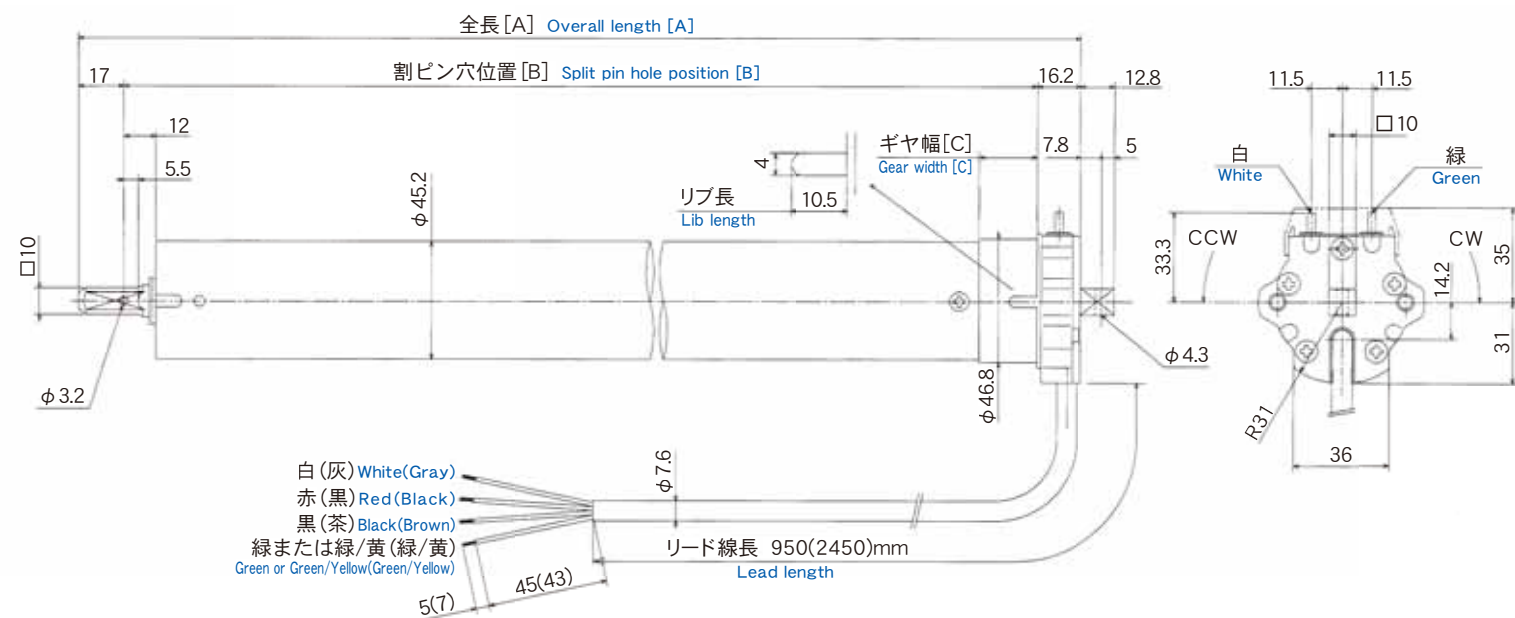 全長[A] Overall length [A]
割ピン穴位置[B] Split pin hole position [B]
17
16.2
12.8
11.5
11.5
12
5.5
□10
φ3.2
φ45.2
4
10.5
リブ長
Lib length
ギヤ幅[C]
Gear width [C]
7.8
5
φ46.8
φ4.3
□10
白
White
緑
Green
CCW
CW
33.3
35
14.2
31
R31
36
白(灰) White(Gray)
赤(黒) Red(Black)
黒(茶) Black(Brown)
緑または緑/黄(緑/黄)
Green or Green/Yellow(Green/Yellow)
φ7.6
リード線長 950(2450)mm
Lead length
45(43)
5(7)